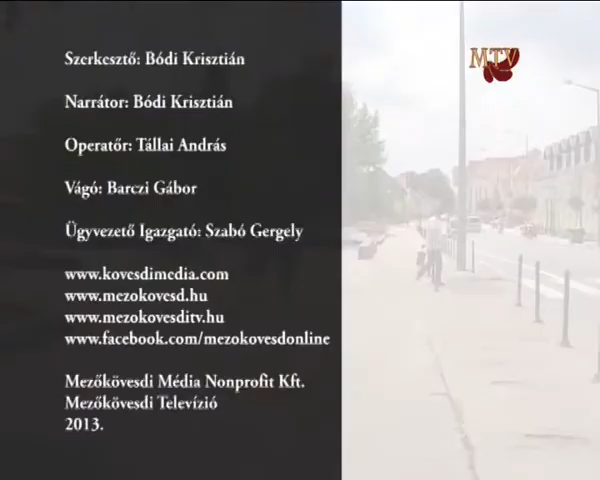 Szerkesztő: Bódi Krisztián
Narrátor: Bódi Krisztián
Operatőr: Tállai András
Vágó: Barczi Gábor
Ügyvezető Igazgató: Szabó Gergely
www.kovesdimedia.com
www.mezokovesd.hu
www.mezokovesditv.hu
www.facebook.com/mezokovesdonline
Mezőkövesdi Média Nonprofit Kft.
Mezőkövesdi Televízió
2013.
MTV